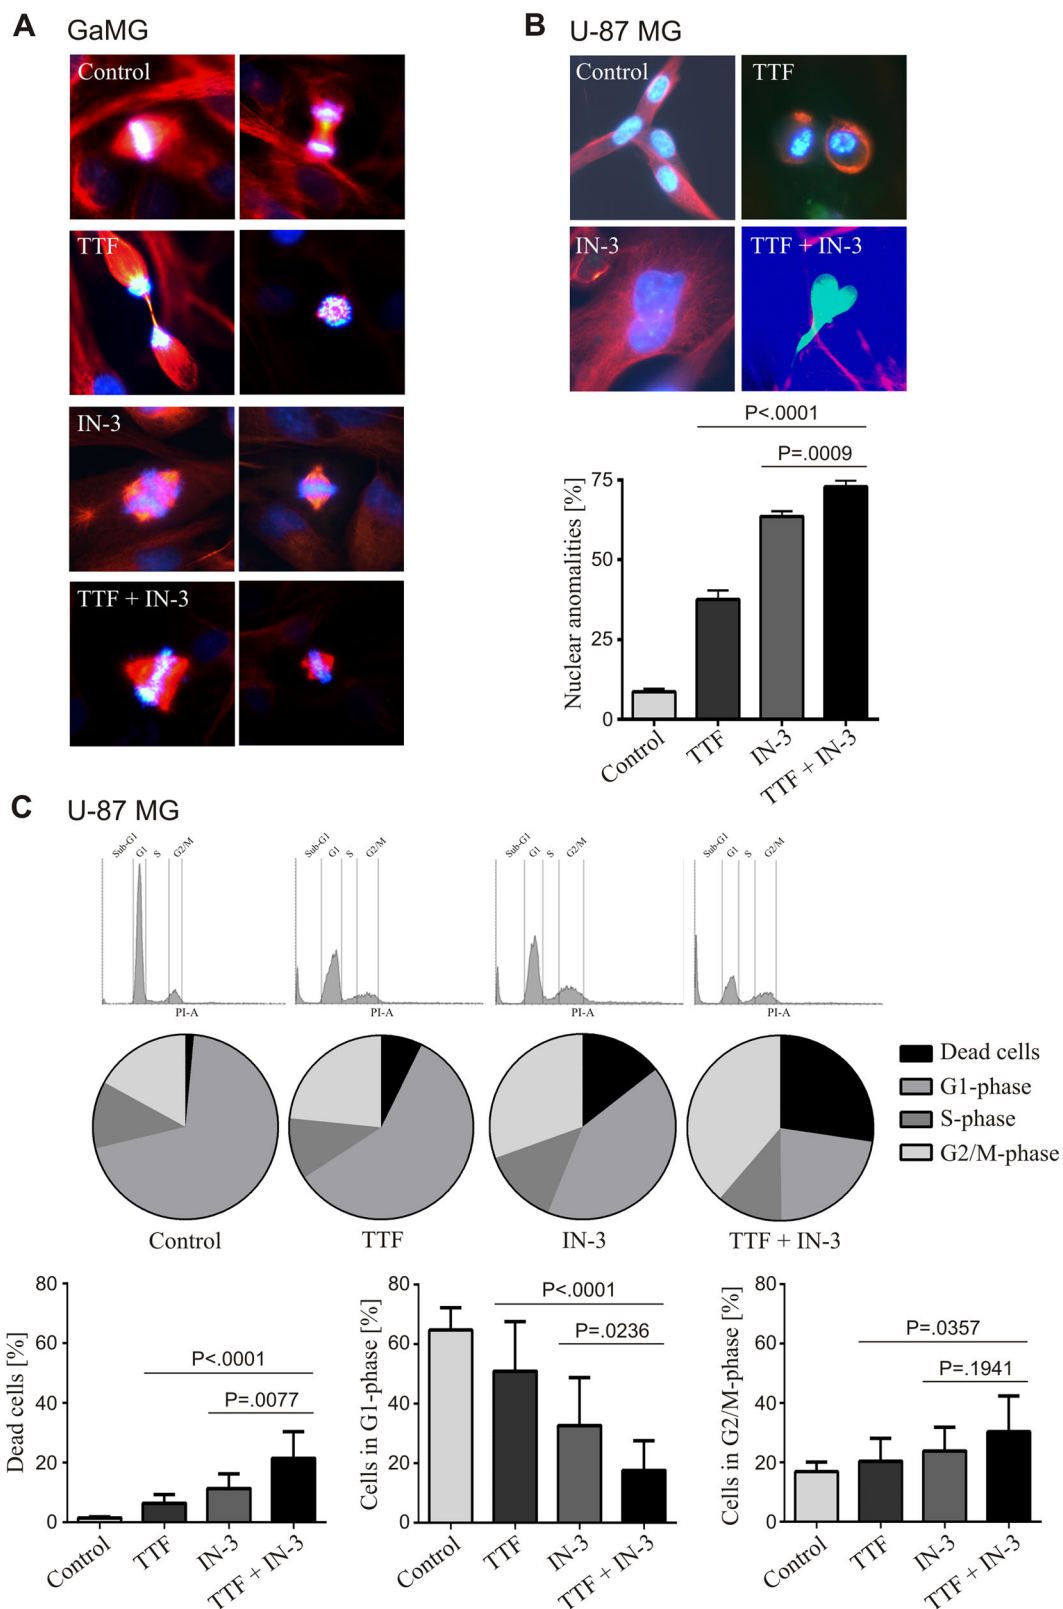 A GaMG
Control
TTF
IN-3
TTF + IN-3
B U-87 MG
Control TTF
IN-3 TTF + IN-3
P<.0001
P=.0009
Nuclear anomalities [%]
75
50
25
0
Control TTF IN-3 TTF + IN-3
C U-87 MG
Sub-G1 G1 S G2/M Sub-G1 G1 S G2/M Sub-G1 G1 S G2/M Sub-G1 G1 S G2/M
PI-A PI-A PI-A PI-A
Dead cells
G1-phase
S-phase
G2/M-phase
Control TTF IN-3 TTF + IN-3
Dead cells [%]
80
60
40
20
0
P<.0001
P=.0077
Control TTF IN-3 TTF + IN-3
Cells in G1-phase [%]
80
60
40
20
0
P<.0001
P=.0236
Control TTF IN-3 TTF + IN-3
Cells in G2/M-phase [%]
80
60
40
20
0
P=.0357
P=.1941
Control TTF IN-3 TTF + IN-3